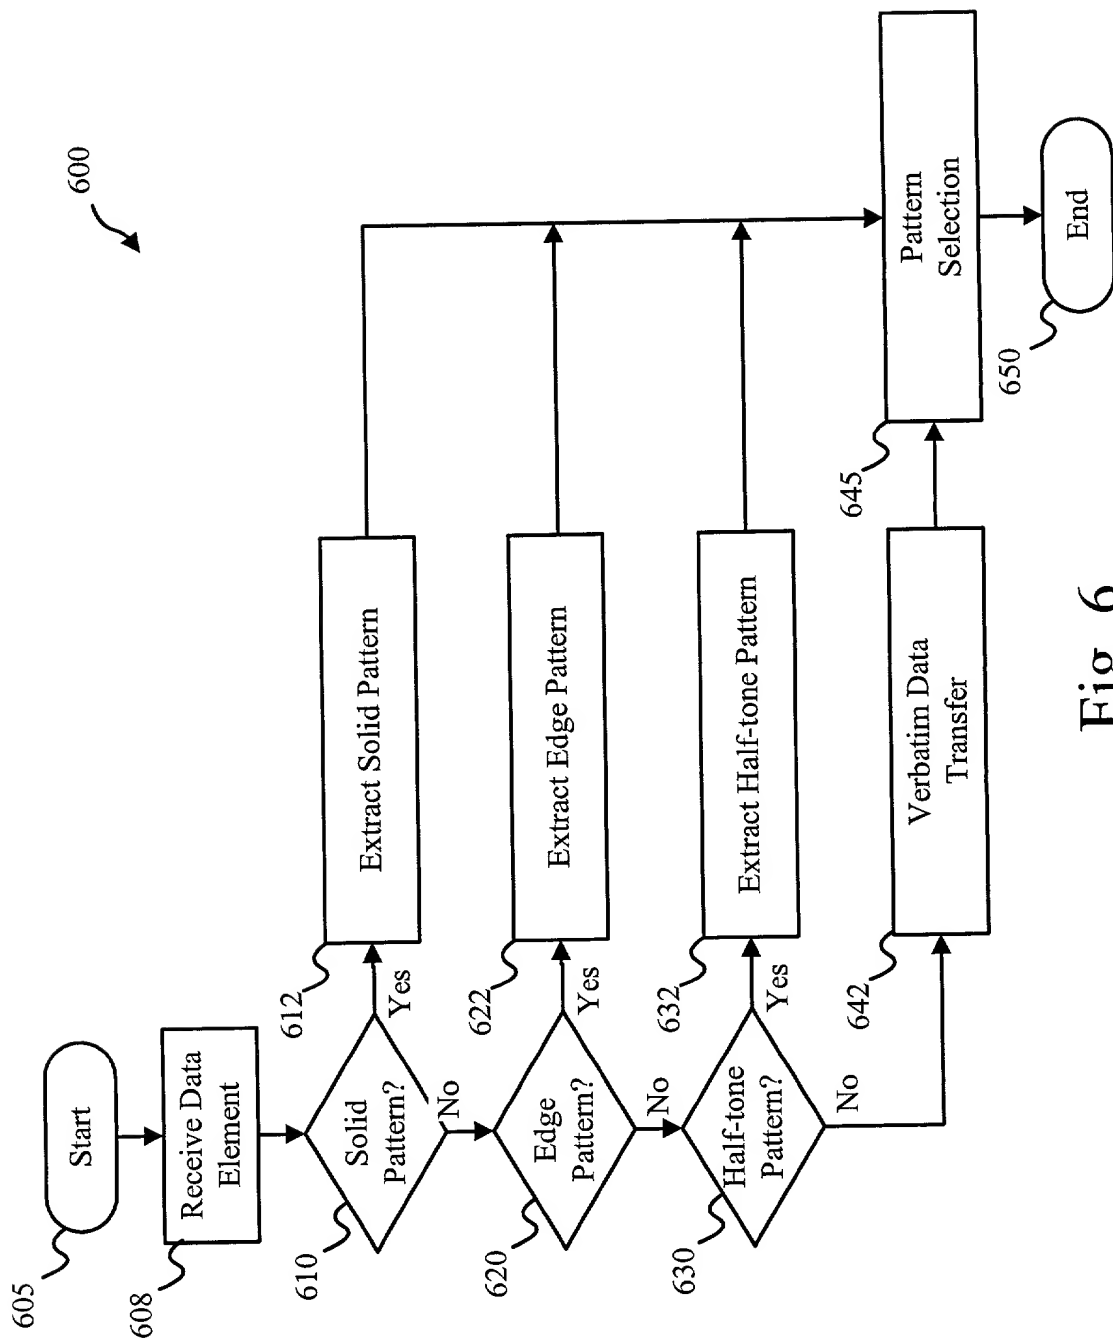 600
605
Start
608
Receive Data
Element
610
Solid
Pattern?
Yes
No
612
Extract Solid Pattern
620
Edge
Pattern?
Yes
No
622
Extract Edge Pattern
630
Half-tone
Pattern?
Yes
No
632
Extract Half-tone Pattern
642
Verbatim Data
Transfer
645
Pattern
Selection
650
End
Fig. 6